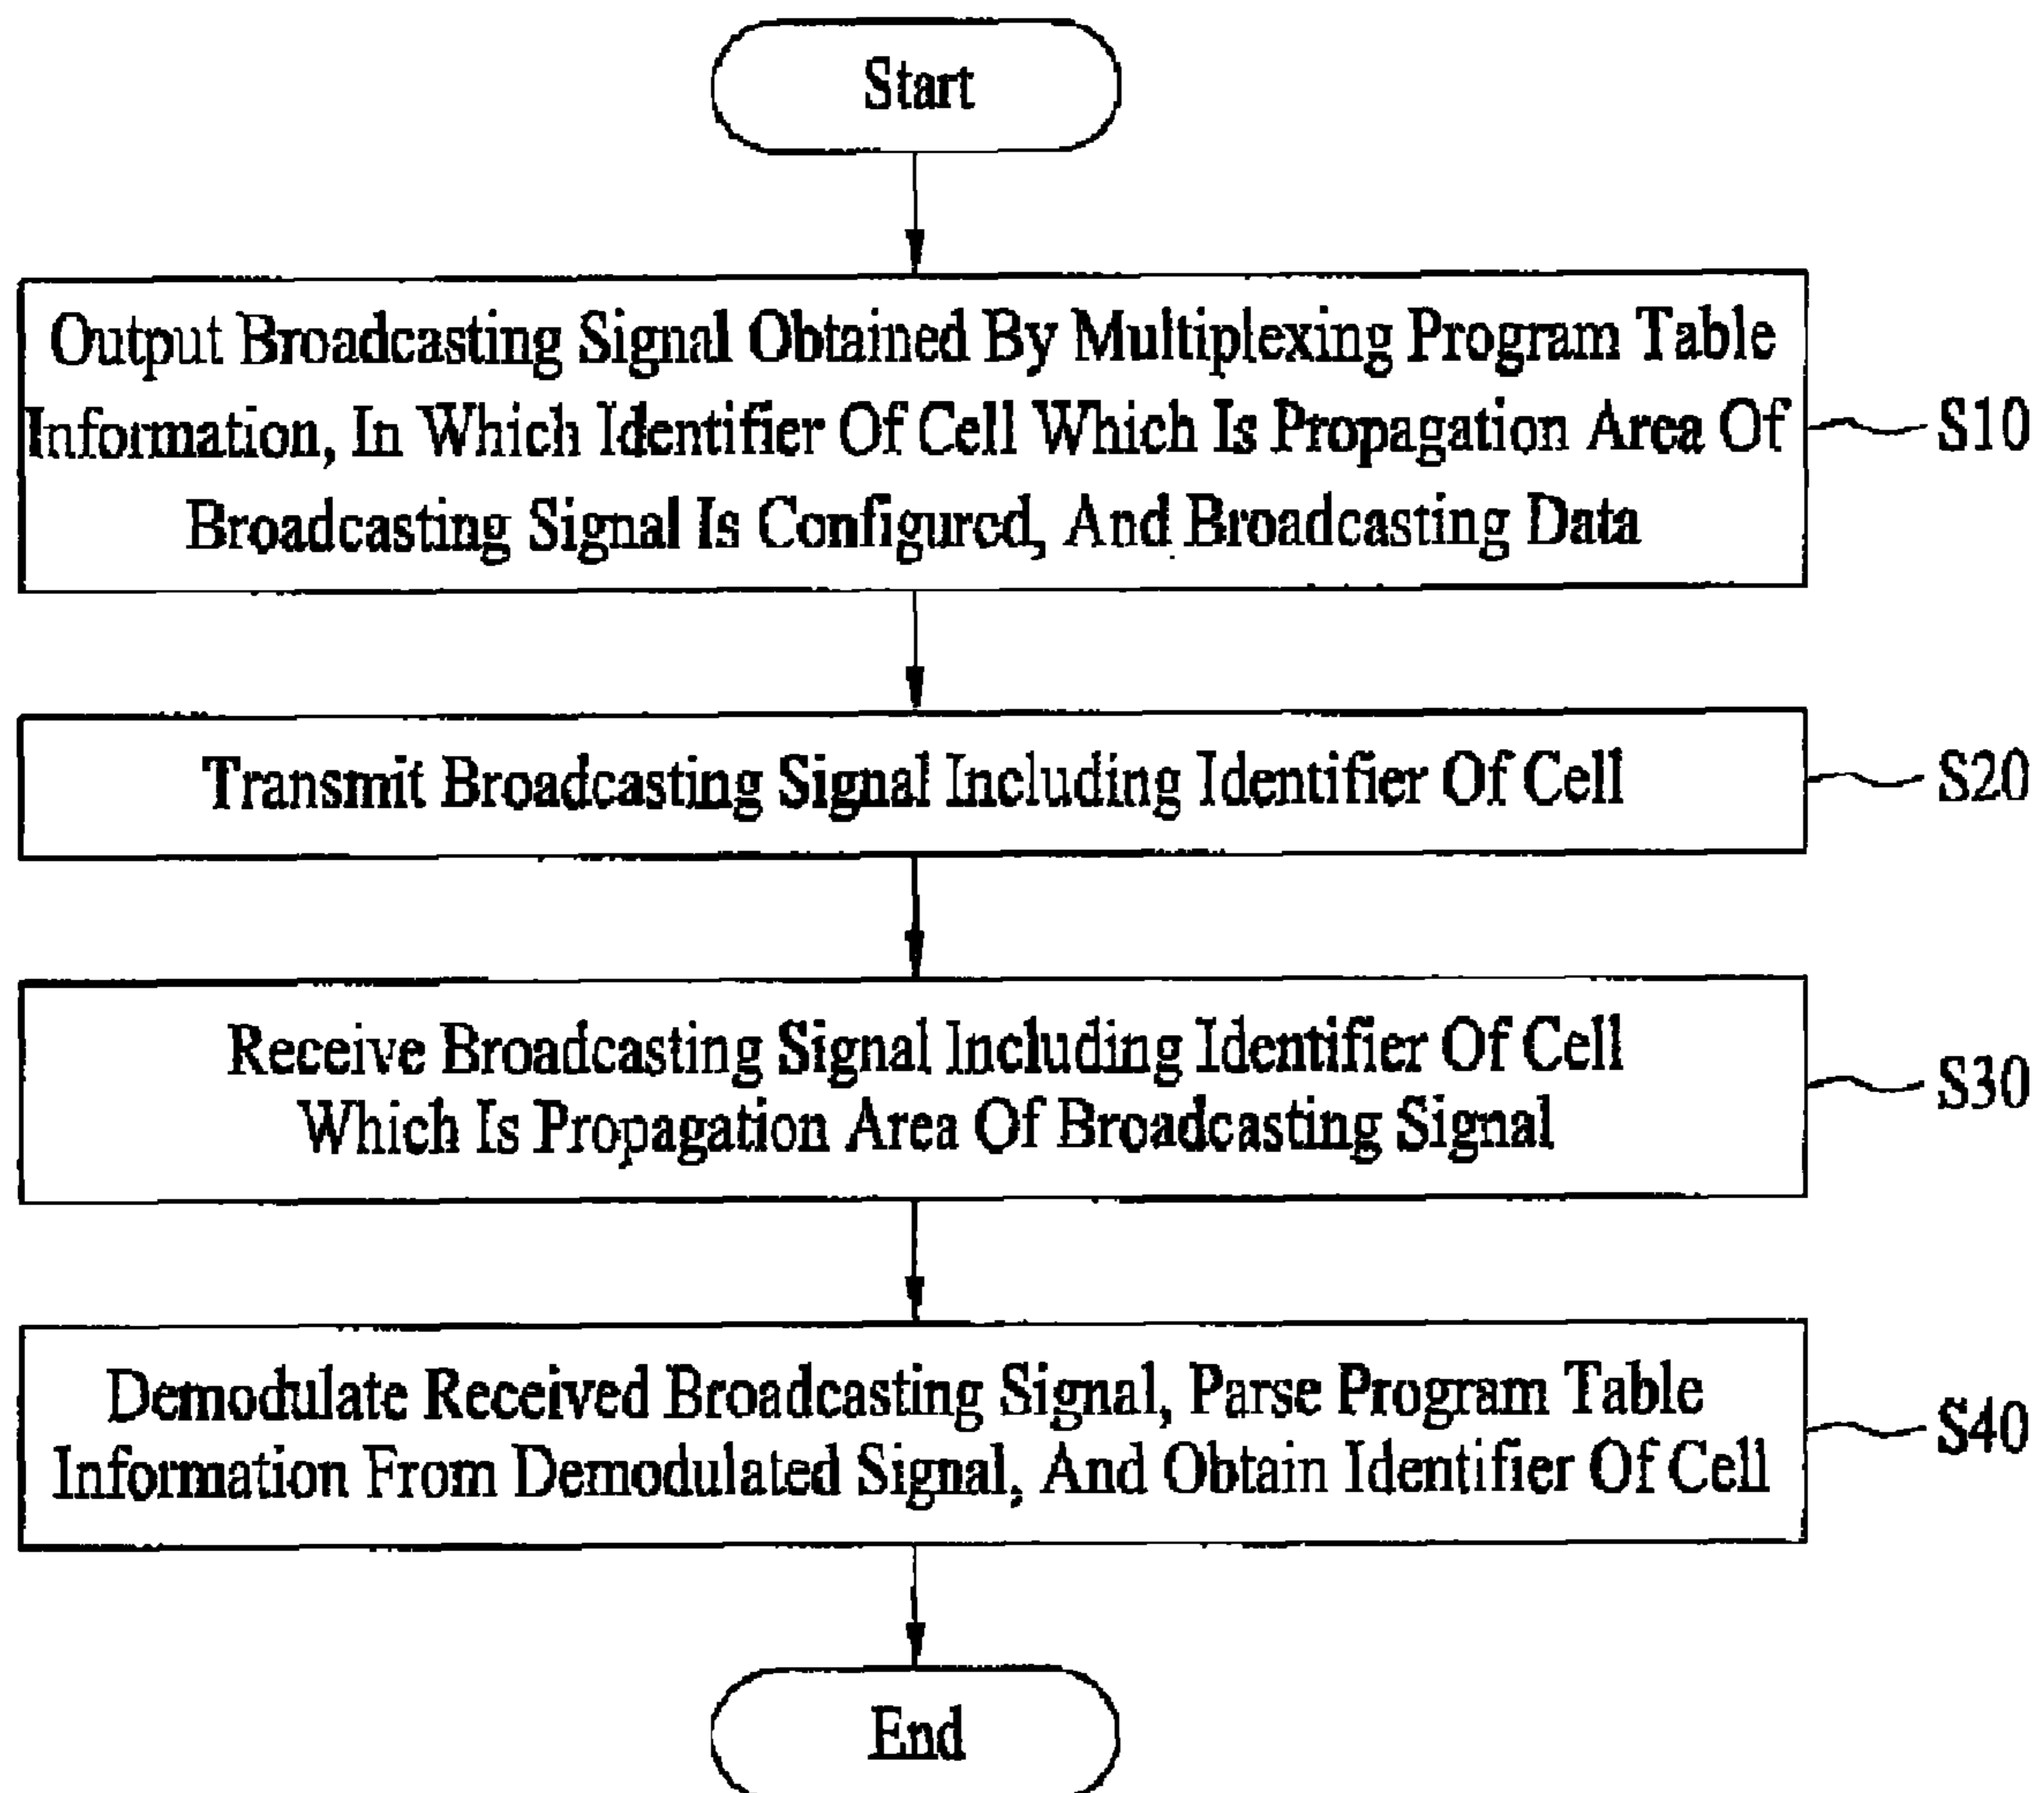 Start
Output Broadcasting Signal Obtained By Multiplexing Program Table
Information, In Which Identifier Of Cell Which Is Propagation Area Of
Broadcasting Signal Is Configured, And Broadcasting Data
S10
Transmit Broadcasting Signal Including Identifier Of Cell
S20
Receive Broadcasting Signal Including Identifier Of Cell
Which Is Propagation Area Of Broadcasting Signal
S30
Demodulate Received Broadcasting Signal, Parse Program Table
Information From Demodulated Signal, And Obtain Identifier Of Cell
S40
End